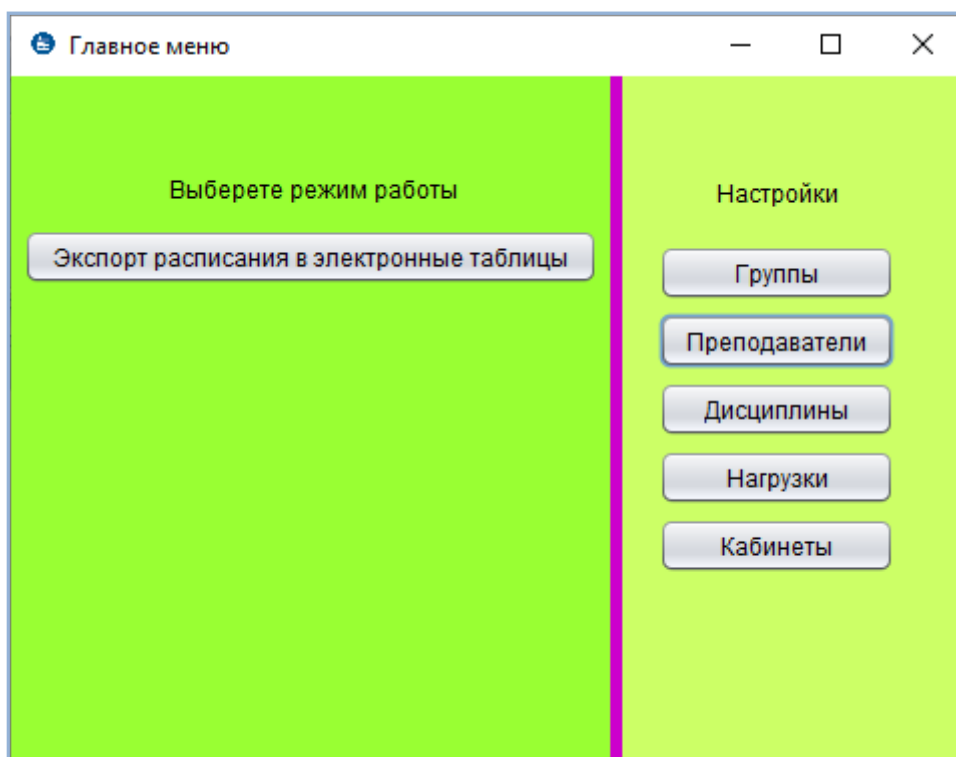 Главное меню
Выберете режим работы
Экспорт расписания в электронные таблицы
Настройки
Группы
Преподаватели
Дисциплины
Нагрузки
Кабинеты